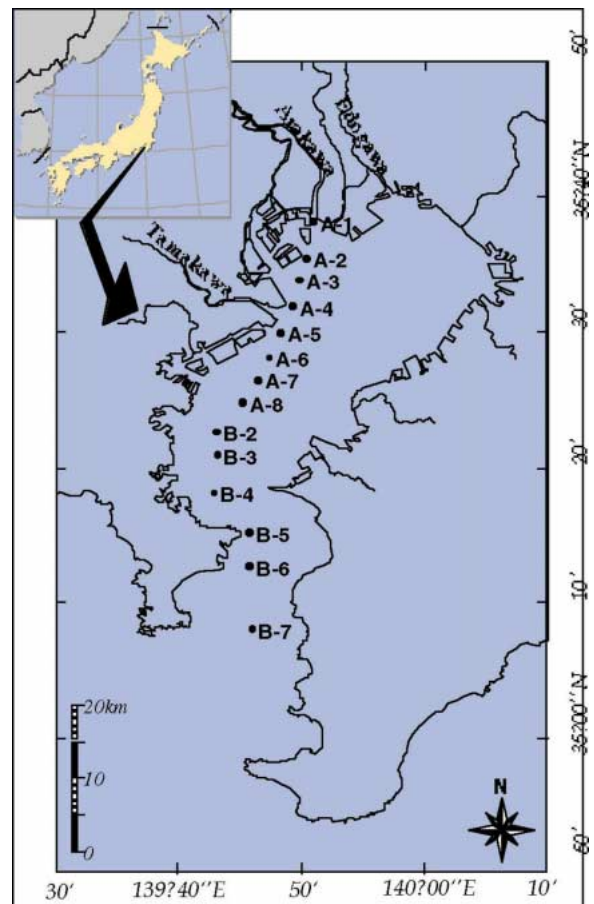 50'
Arakawa
Edogawa
35?40''N
A-1
Tamakawa
A-2
A-3
A-4
30'
A-5
A-6
A-7
A-8
B-2
B-3
20'
B-4
B-5
B-6
10'
B-7
20km
35?00''N
10
N
0
60'
30'
139?40''E
50'
140?00''E
10'